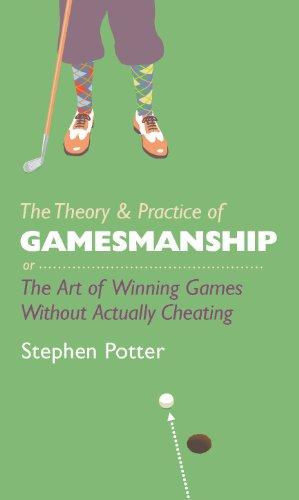 The Theory & Practice of
GAMESMANSHIP
or
The Art of Winning Games
Without Actually Cheating
Stephen Potter